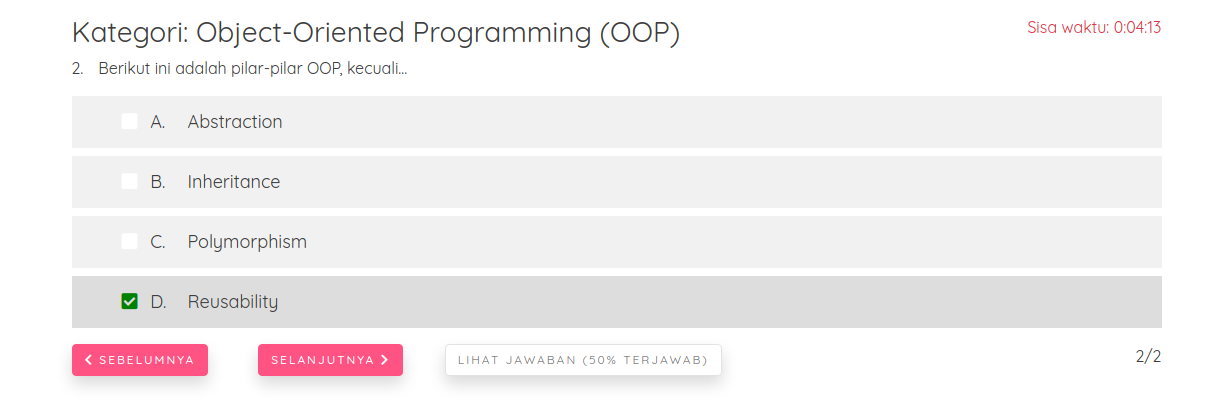 Kategori: Object-Oriented Programming (OOP)
Sisa waktu: 0:04:13
2. Berikut ini adalah pilar-pilar OOP, kecuali...
A. Abstraction
B. Inheritance
C. Polymorphism
D. Reusability
SEBELUMNYA
SELANJUTNYA
LIHAT JAWABAN (50% TERJAWAB)
2/2